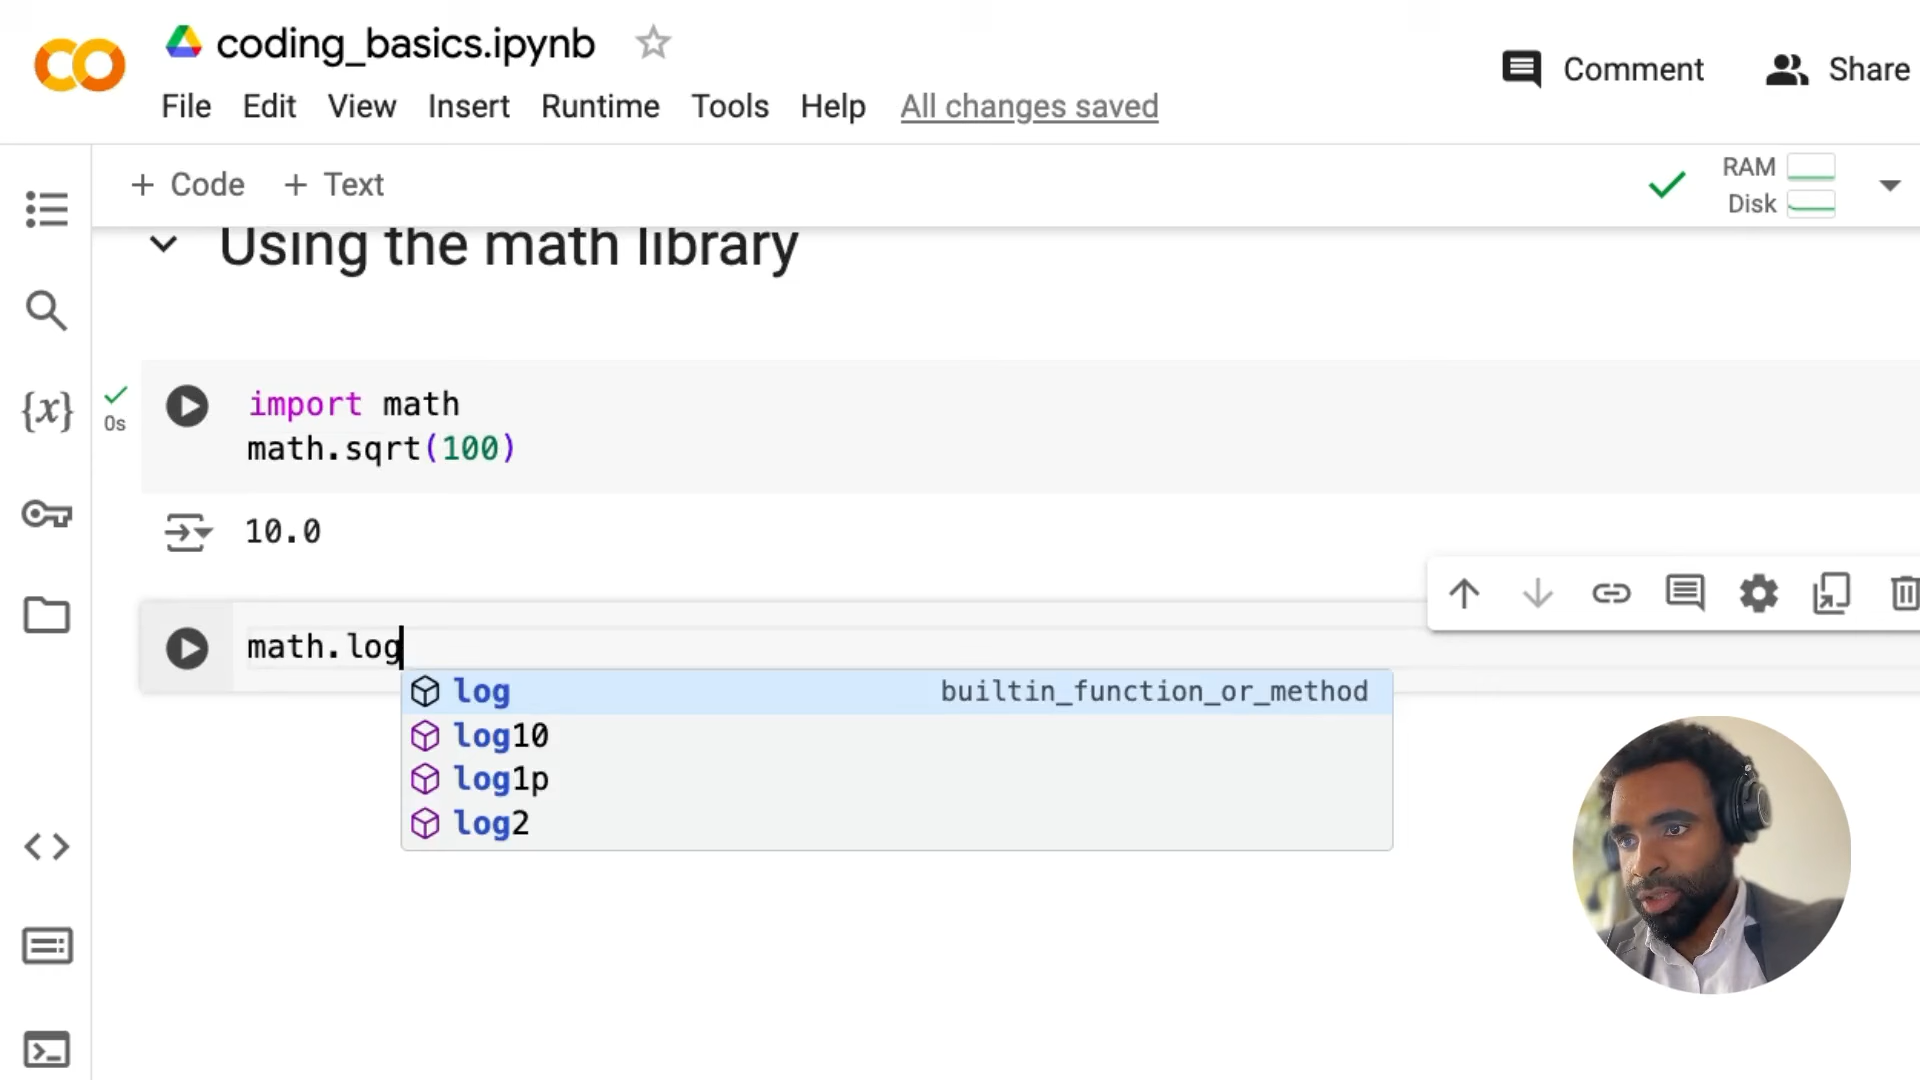 coding_basics.ipynb
File Edit View Insert Runtime Tools Help All changes saved
Comment Share
+ Code + Text
RAM
Disk
Using the math library
{x}
0s
import math
math.sqrt(100)
10.0
math.log
log builtin_function_or_method
log10
log1p
log2